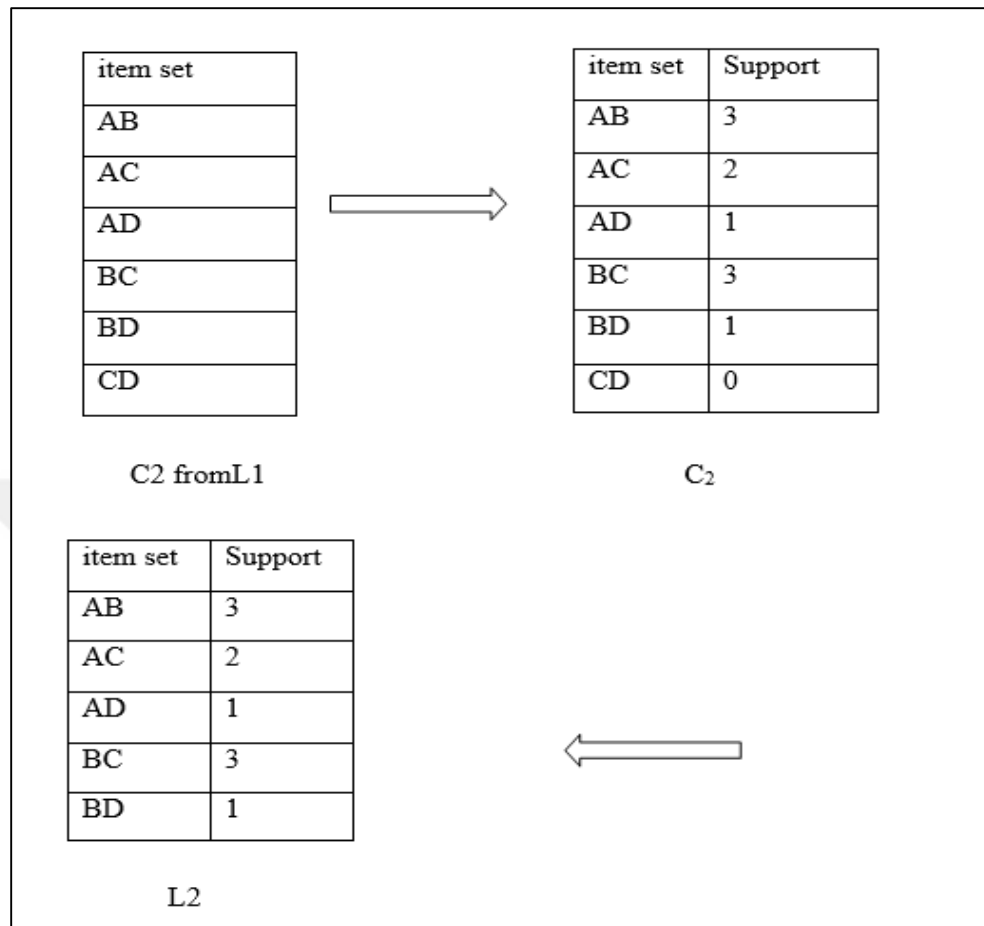 item set
AB
AC
AD
BC
BD
CD
C2 fromL1
item set Support
AB 3
AC 2
AD 1
BC 3
BD 1
CD 0
C₂
item set Support
AB 3
AC 2
AD 1
BC 3
BD 1
L2